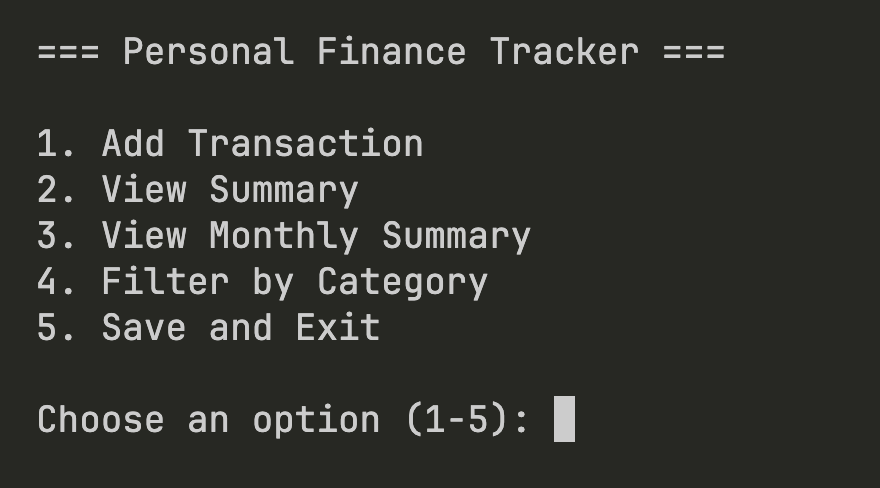 === Personal Finance Tracker ===
1. Add Transaction
2. View Summary
3. View Monthly Summary
4. Filter by Category
5. Save and Exit
Choose an option (1-5):